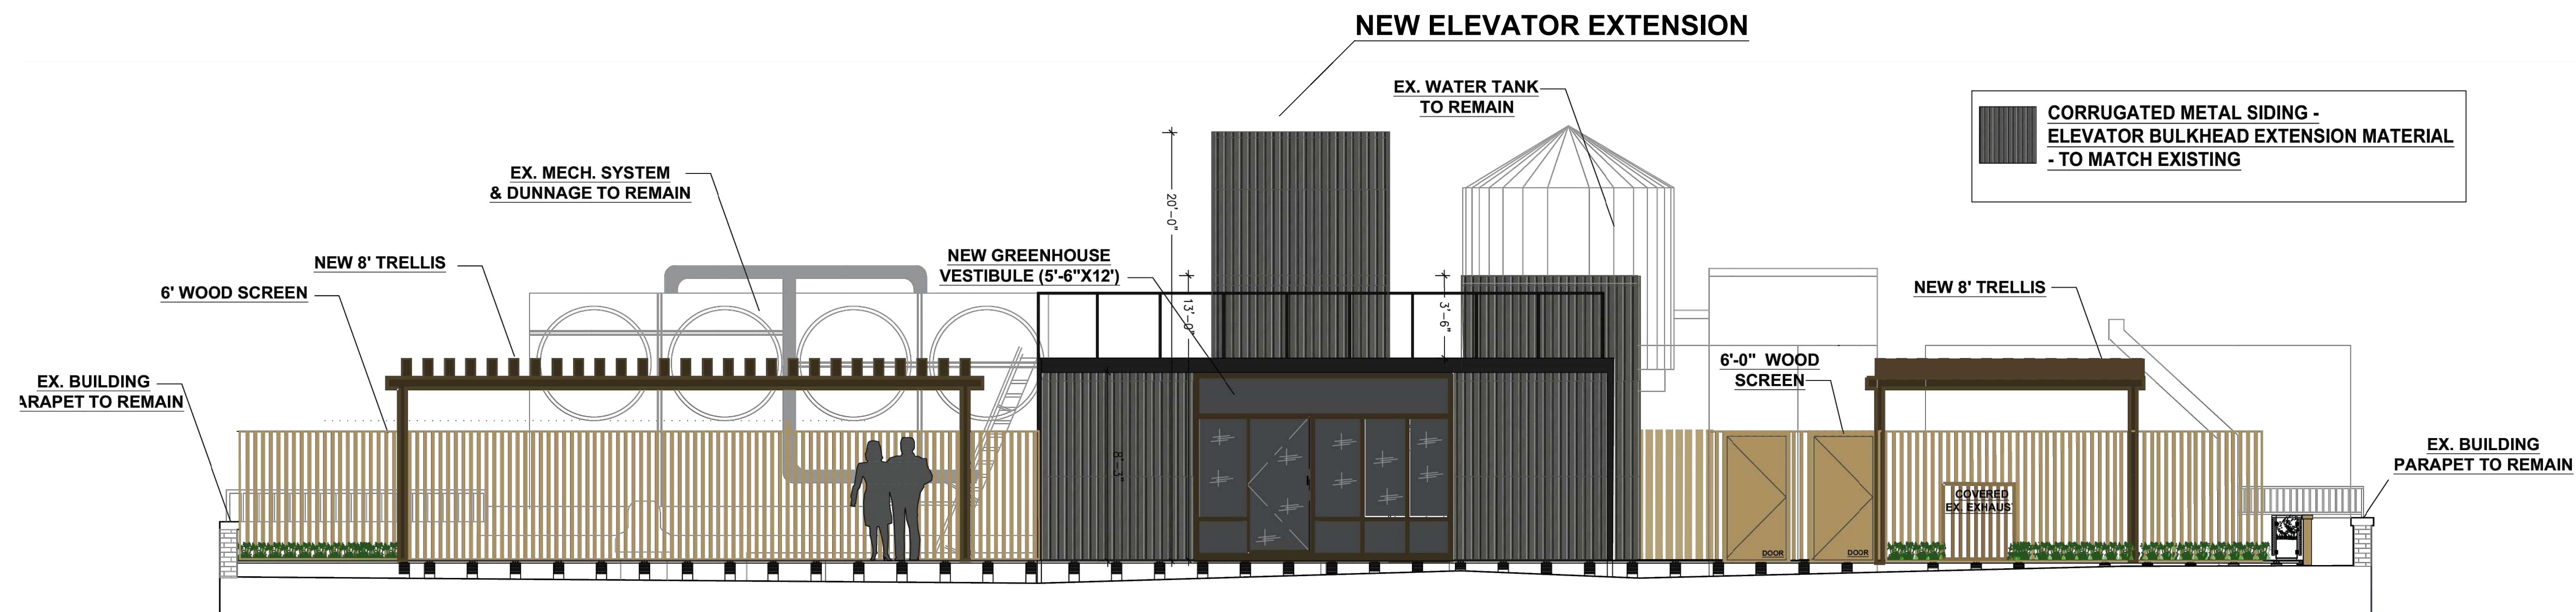 NEW ELEVATOR EXTENSION
EX. WATER TANK
TO REMAIN
CORRUGATED METAL SIDING -
ELEVATOR BULKHEAD EXTENSION MATERIAL
- TO MATCH EXISTING
EX. MECH. SYSTEM
& DUNNAGE TO REMAIN
20'-0"
NEW GREENHOUSE
VESTIBULE (5'-6"X12')
NEW 8' TRELLIS
6' WOOD SCREEN
13'-0"
3'-6"
NEW 8' TRELLIS
6'-0" WOOD
SCREEN
EX. BUILDING
ARAPET TO REMAIN
EX. BUILDING
PARAPET TO REMAIN
8'-3"
COVERED
EX. EXHAUS
DOOR
DOOR